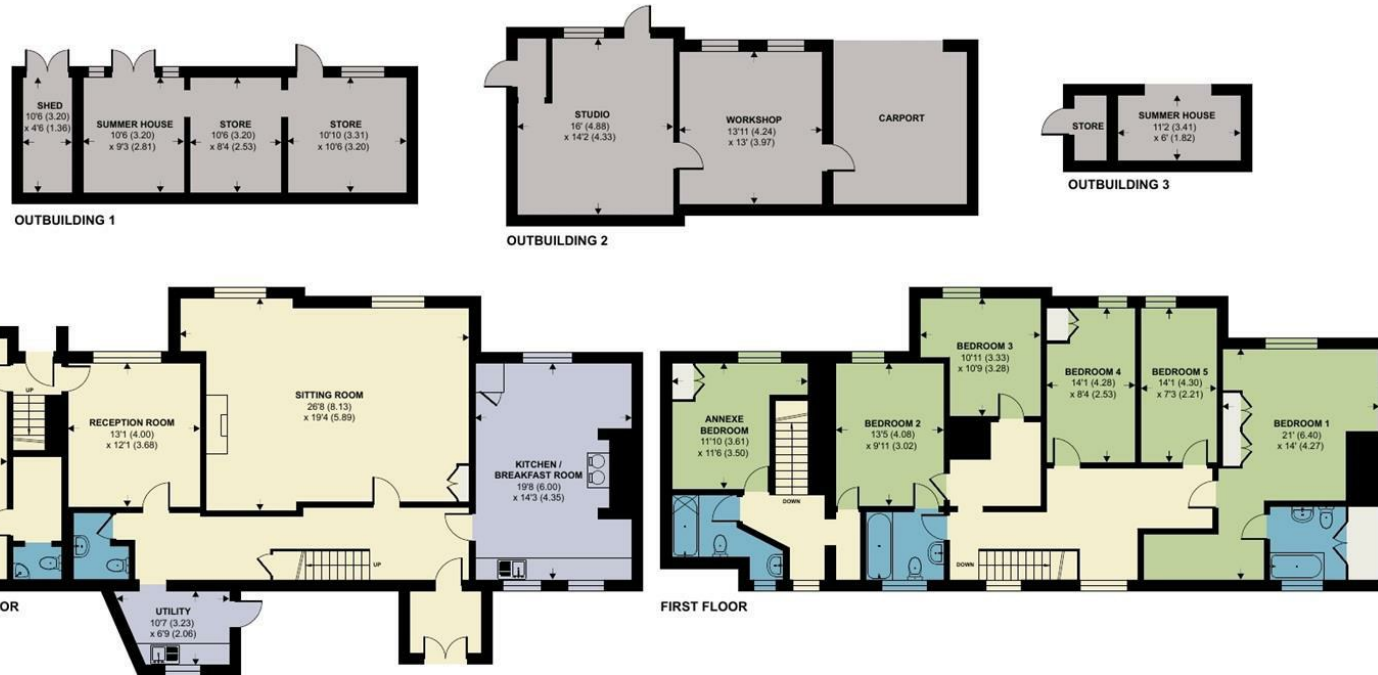 SHED
10'6 (3.20)
x 4'6 (1.36)
SUMMER HOUSE
10'6 (3.20)
x 9'3 (2.81)
STORE
10'6 (3.20)
x 8'4 (2.53)
STORE
10'10 (3.31)
x 10'6 (3.20)
OUTBUILDING 1
STUDIO
16' (4.88)
x 14'2 (4.33)
WORKSHOP
13'11 (4.24)
x 13' (3.97)
CARPORT
OUTBUILDING 2
STORE
SUMMER HOUSE
11'2 (3.41)
x 6' (1.82)
OUTBUILDING 3
UP
RECEPTION ROOM
13'1 (4.00)
x 12'1 (3.68)
SITTING ROOM
26'8 (8.13)
x 19'4 (5.89)
KITCHEN /
BREAKFAST ROOM
19'8 (6.00)
x 14'3 (4.35)
UP
OOR
UTILITY
10'7 (3.23)
x 6'9 (2.06)
ANNEXE
BEDROOM
11'10 (3.61)
x 11'6 (3.50)
DOWN
BEDROOM 2
13'5 (4.08)
x 9'11 (3.02)
BEDROOM 3
10'11 (3.33)
x 10'9 (3.28)
BEDROOM 4
14'1 (4.28)
x 8'4 (2.53)
BEDROOM 5
14'1 (4.30)
x 7'3 (2.21)
BEDROOM 1
21' (6.40)
x 14' (4.27)
DOWN
FIRST FLOOR